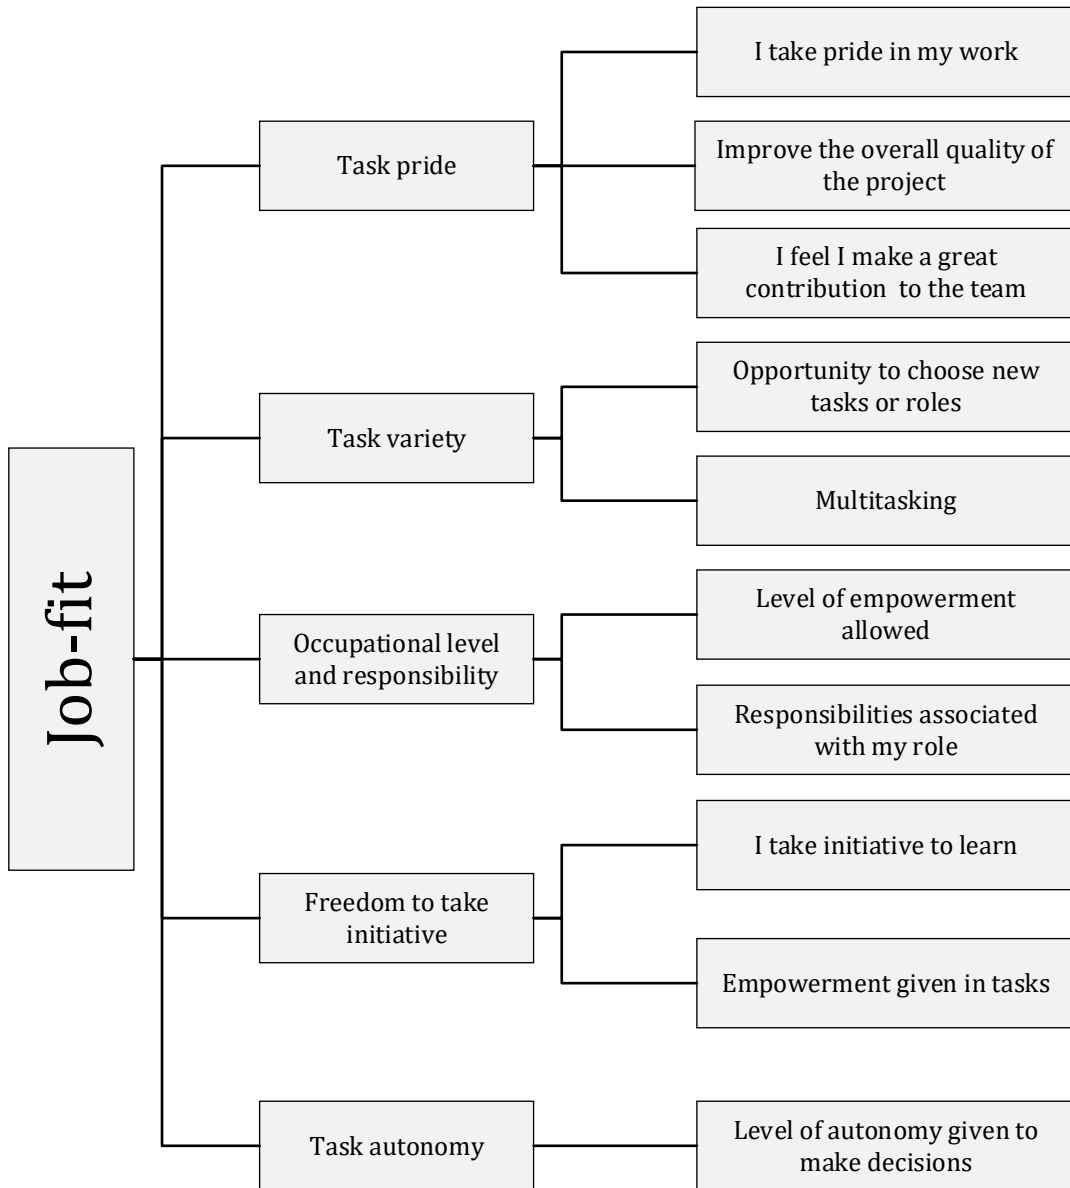 Job-fit
Task pride
I take pride in my work
Improve the overall quality of
the project
I feel I make a great
contribution to the team
Task variety
Opportunity to choose new
tasks or roles
Multitasking
Occupational level
and responsibility
Level of empowerment
allowed
Responsibilities associated
with my role
Freedom to take
initiative
I take initiative to learn
Empowerment given in tasks
Task autonomy
Level of autonomy given to
make decisions